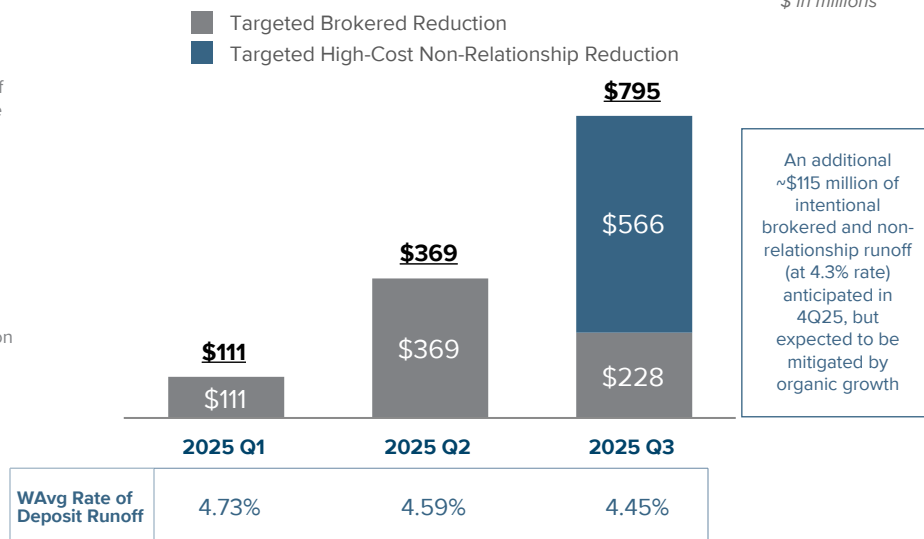 $ in millions
Targeted Brokered Reduction
Targeted High-Cost Non-Relationship Reduction
$795
$566
$369
$369
$228
$111
$111
2025 Q1
2025 Q2
2025 Q3
WAvg Rate of
Deposit Runoff
4.73%
4.59%
4.45%
An additional
~$115 million of
intentional
brokered and non-
relationship runoff
(at 4.3% rate)
anticipated in
4Q25, but
expected to be
mitigated by
organic growth